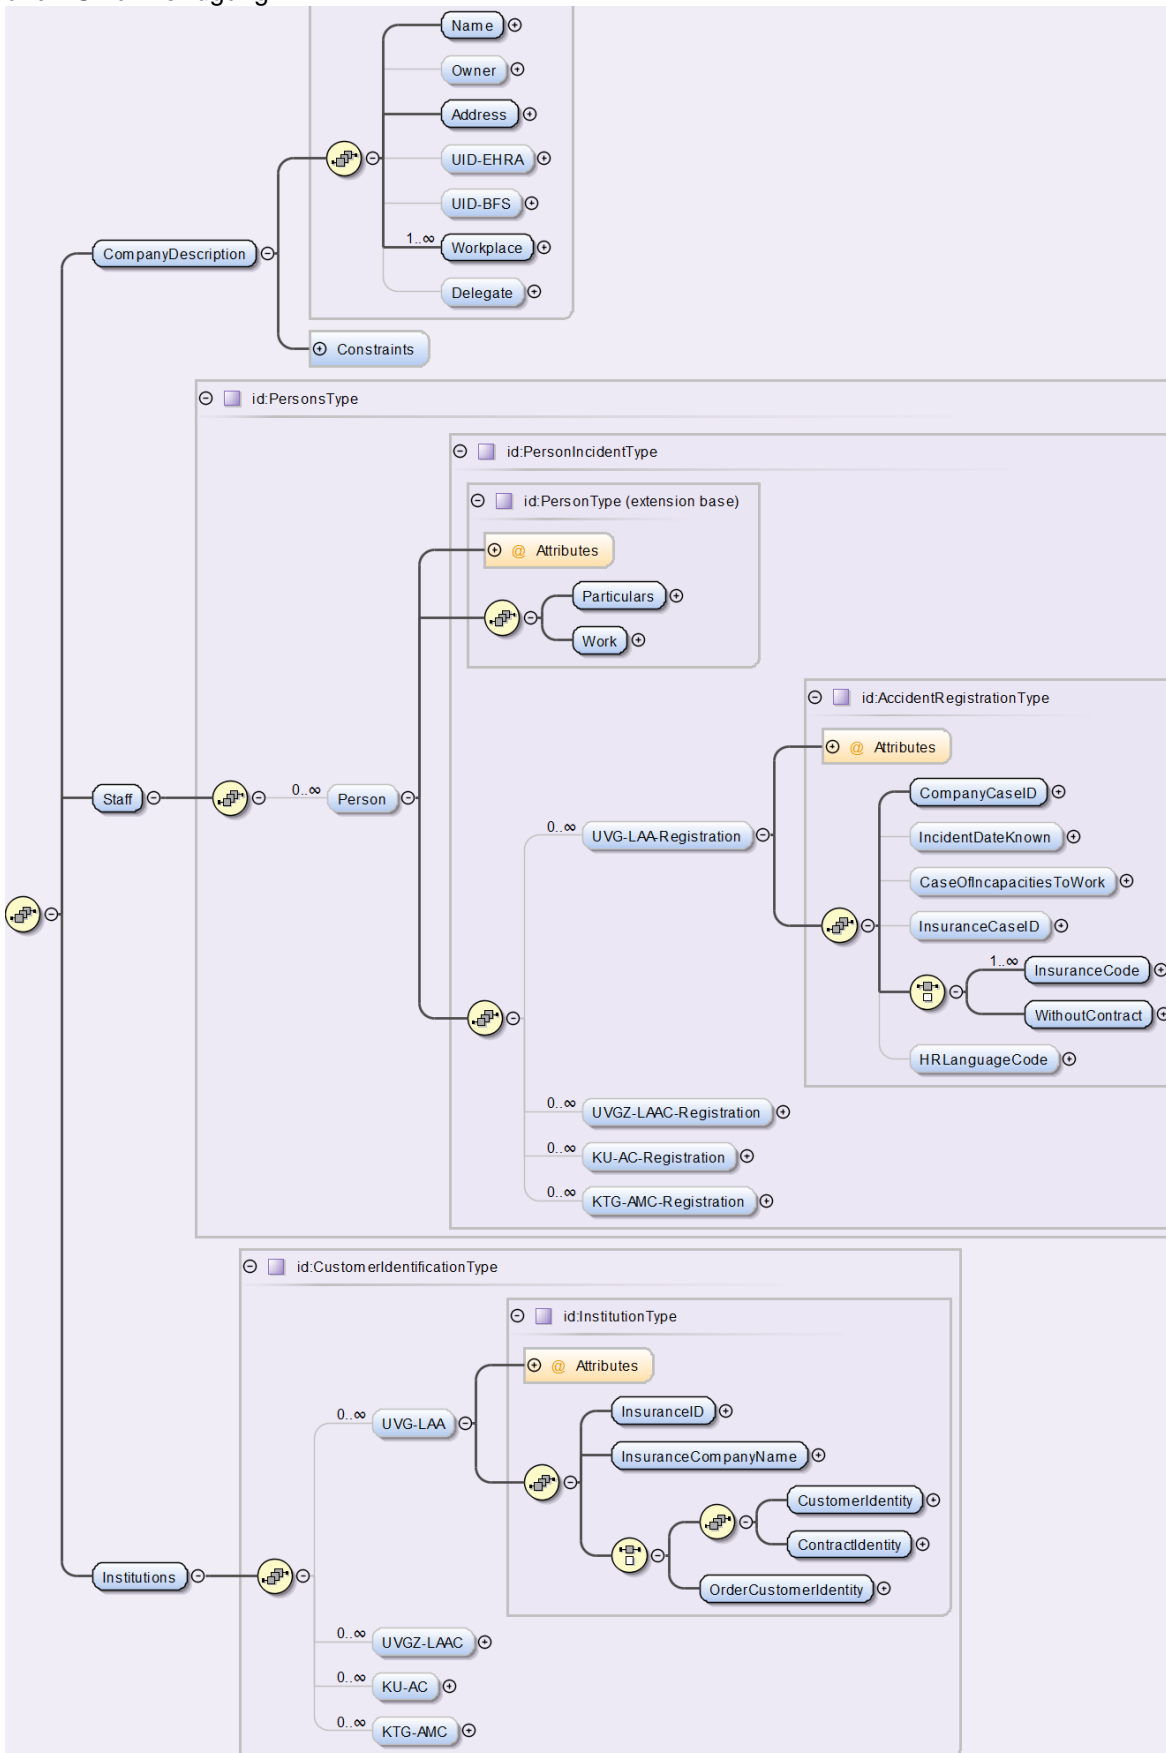 Name
Owner
Address
UID-EHRA
UID-BFS
1..∞ Workplace
CompanyDescription
Delegate
Constraints
id:PersonsType
id:PersonIncidentType
id:PersonType (extension base)
@ Attributes
Particulars
Work
id:AccidentRegistrationType
@ Attributes
Staff
0..∞ Person
CompanyCaseID
0..∞ UVG-LAA-Registration
IncidentDateKnown
CaseOfIncapacitiesToWork
InsuranceCaseID
1..∞ InsuranceCode
WithoutContract
HRLanguageCode
0..∞ UVGZ-LAAC-Registration
0..∞ KU-AC-Registration
0..∞ KTG-AMC-Registration
id:CustomerIdentificationType
id:InstitutionType
@ Attributes
0..∞ UVG-LAA
InsuranceID
InsuranceCompanyName
CustomerIdentity
ContractIdentity
Institutions
OrderCustomerIdentity
0..∞ UVGZ-LAAC
0..∞ KU-AC
0..∞ KTG-AMC